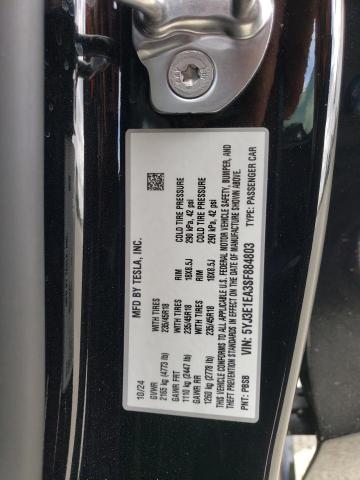 MFD BY TESLA, INC.
10/24
GVWR
2165 kg (4773 lb) WITH TIRES 235/45R18 RIM 18X8.5J COLD TIRE PRESSURE 290 kPa, 42 psi
GAWR FRT
1110 kg (2447 lb) WITH TIRES 235/45R18 RIM 18X8.5J COLD TIRE PRESSURE 290 kPa, 42 psi
GAWR RR
1260 kg (2778 lb)
THIS VEHICLE CONFORMS TO ALL U.S. FEDERAL MOTOR VEHICLE SAFETY, BUMPER, AND
THEFT PREVENTION STANDARDS IN EFFECT ON THE DATE OF MANUFACTURE SHOWN ABOVE.
VIN: 5YJ3E1EA3SF884803
PNT: PBSB TYPE: PASSENGER CAR